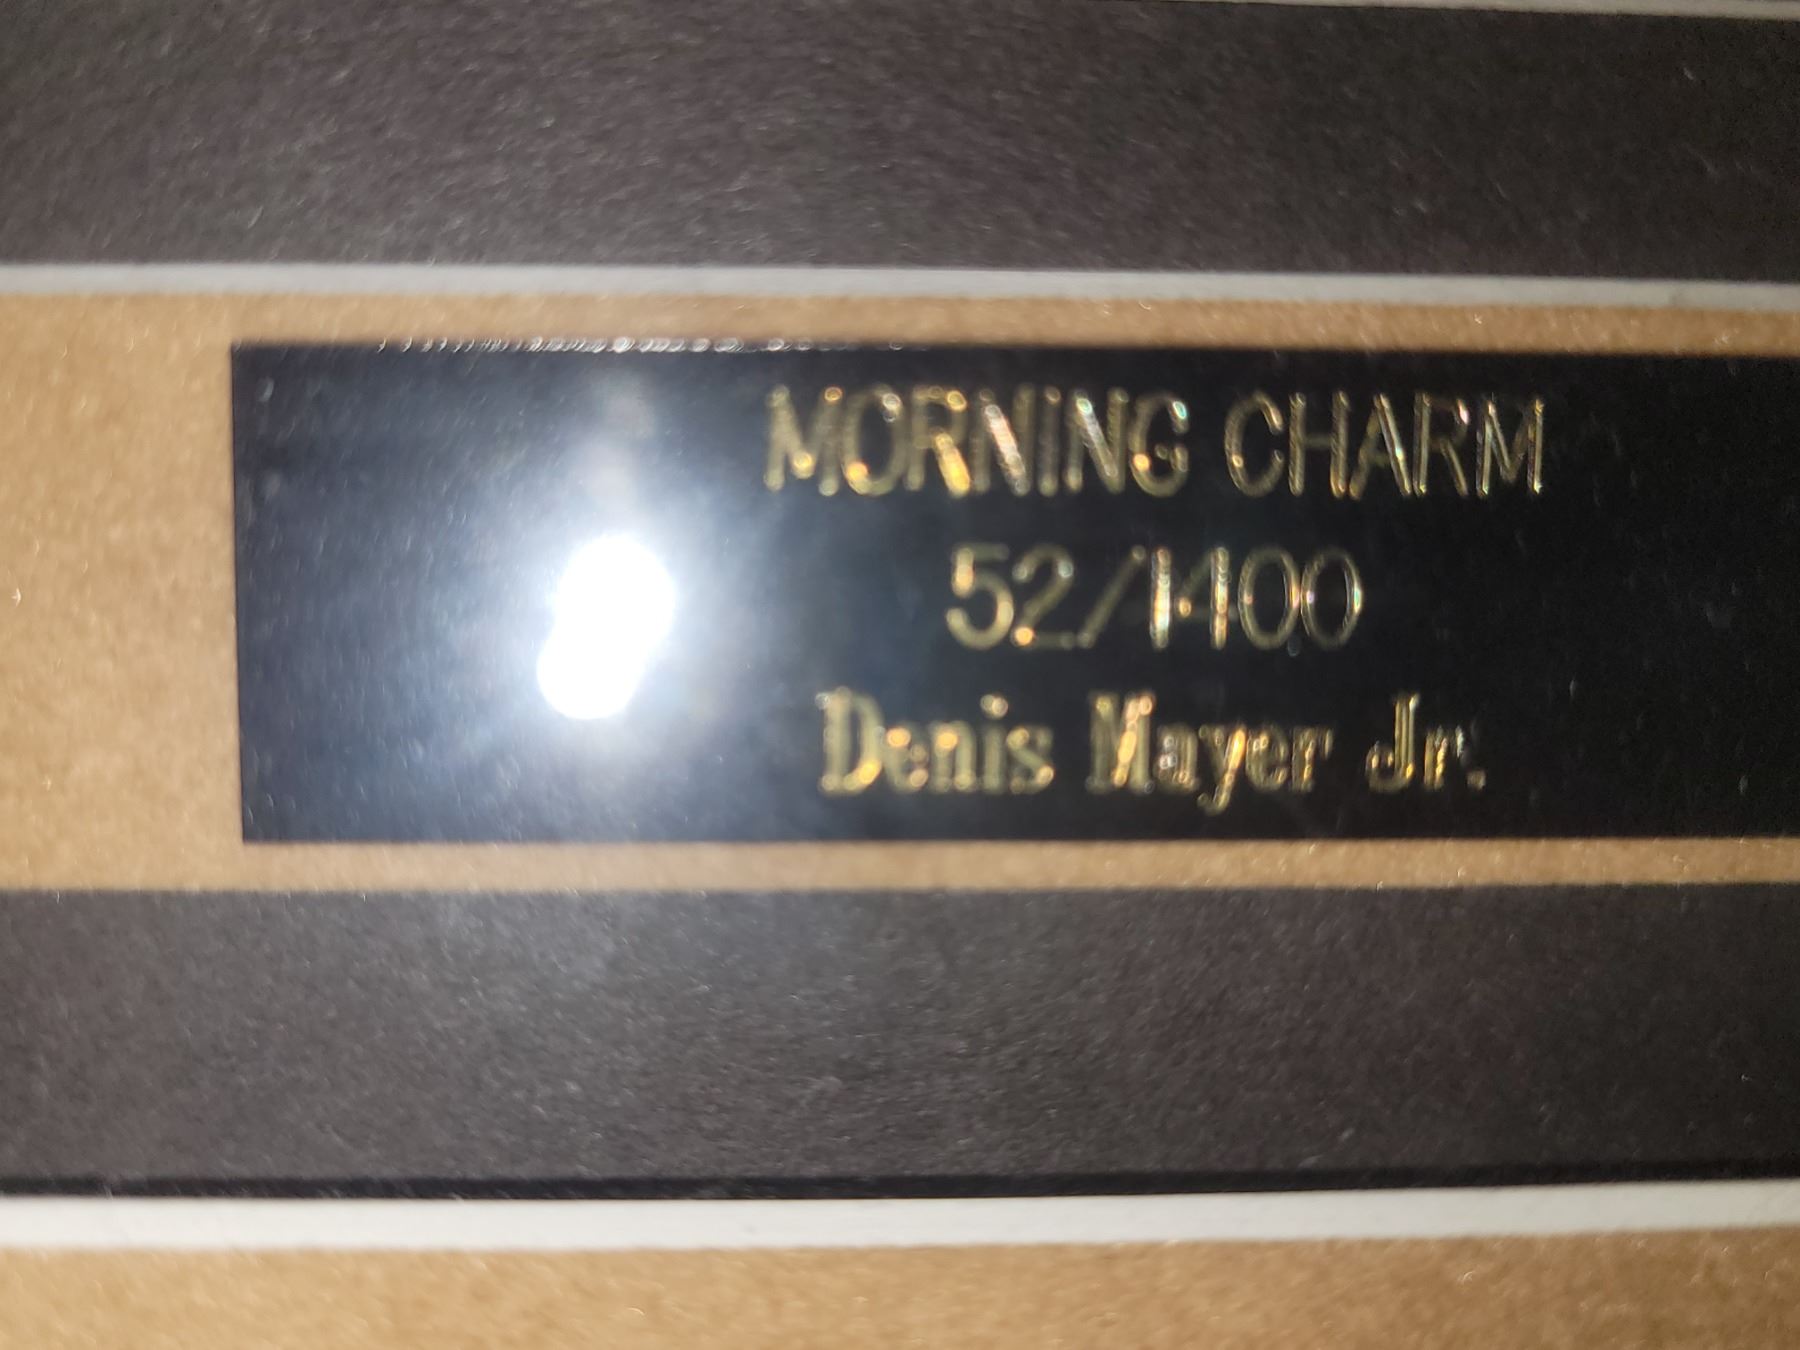 MORNING CHARM
52/1400
Denis Mayer Jr.